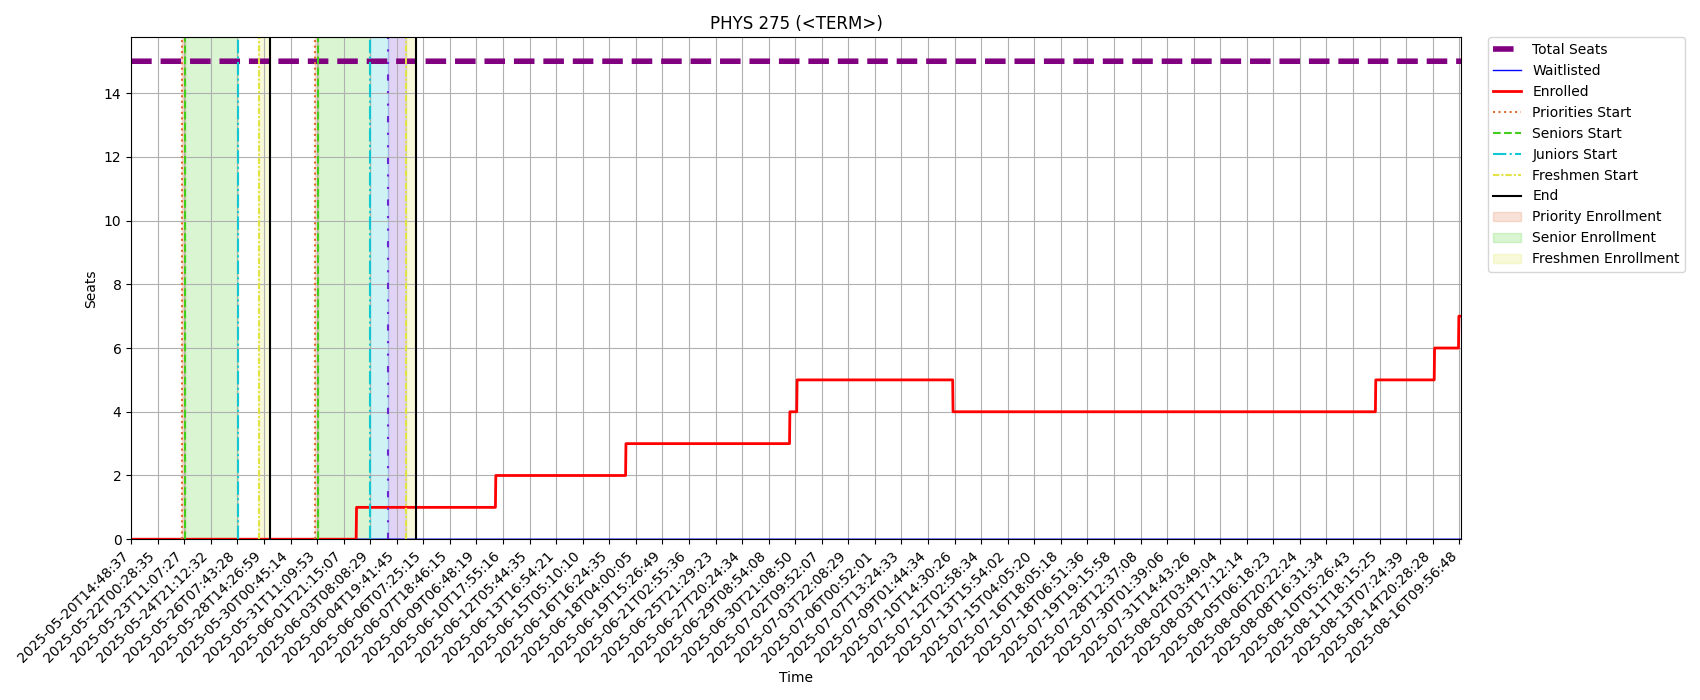 PHYS 275 (<TERM>)
Total Seats
Waitlisted
Enrolled
Priorities Start
Seniors Start
Juniors Start
Freshmen Start
End
Priority Enrollment
Senior Enrollment
Freshmen Enrollment
Seats
14
12
10
8
6
4
2
0
2025-05-20T14:48:37
2025-05-22T00:28:35
2025-05-23T11:07:27
2025-05-24T21:12:32
2025-05-26T07:43:28
2025-05-28T14:26:59
2025-05-30T00:45:14
2025-05-31T11:09:53
2025-06-01T21:15:07
2025-06-03T08:08:29
2025-06-04T19:41:45
2025-06-06T07:25:15
2025-06-07T18:46:15
2025-06-09T06:48:19
2025-06-10T17:55:16
2025-06-12T05:44:35
2025-06-13T16:54:21
2025-06-15T05:10:10
2025-06-16T16:24:35
2025-06-18T04:00:05
2025-06-19T15:26:49
2025-06-21T02:55:36
2025-06-25T21:29:23
2025-06-27T20:24:34
2025-06-29T08:54:08
2025-06-30T21:08:50
2025-07-02T09:52:07
2025-07-03T22:08:29
2025-07-06T00:52:01
2025-07-07T13:24:33
2025-07-09T01:44:34
2025-07-10T14:30:26
2025-07-12T02:58:34
2025-07-13T15:54:02
2025-07-15T04:05:20
2025-07-16T18:05:18
2025-07-18T06:51:36
2025-07-19T19:15:58
2025-07-28T12:37:08
2025-07-30T01:39:06
2025-07-31T14:43:26
2025-08-02T03:49:04
2025-08-03T17:12:14
2025-08-05T06:18:23
2025-08-06T20:22:24
2025-08-08T16:31:34
2025-08-10T05:26:43
2025-08-11T18:15:25
2025-08-13T07:24:39
2025-08-14T20:28:28
2025-08-16T09:56:48
Time